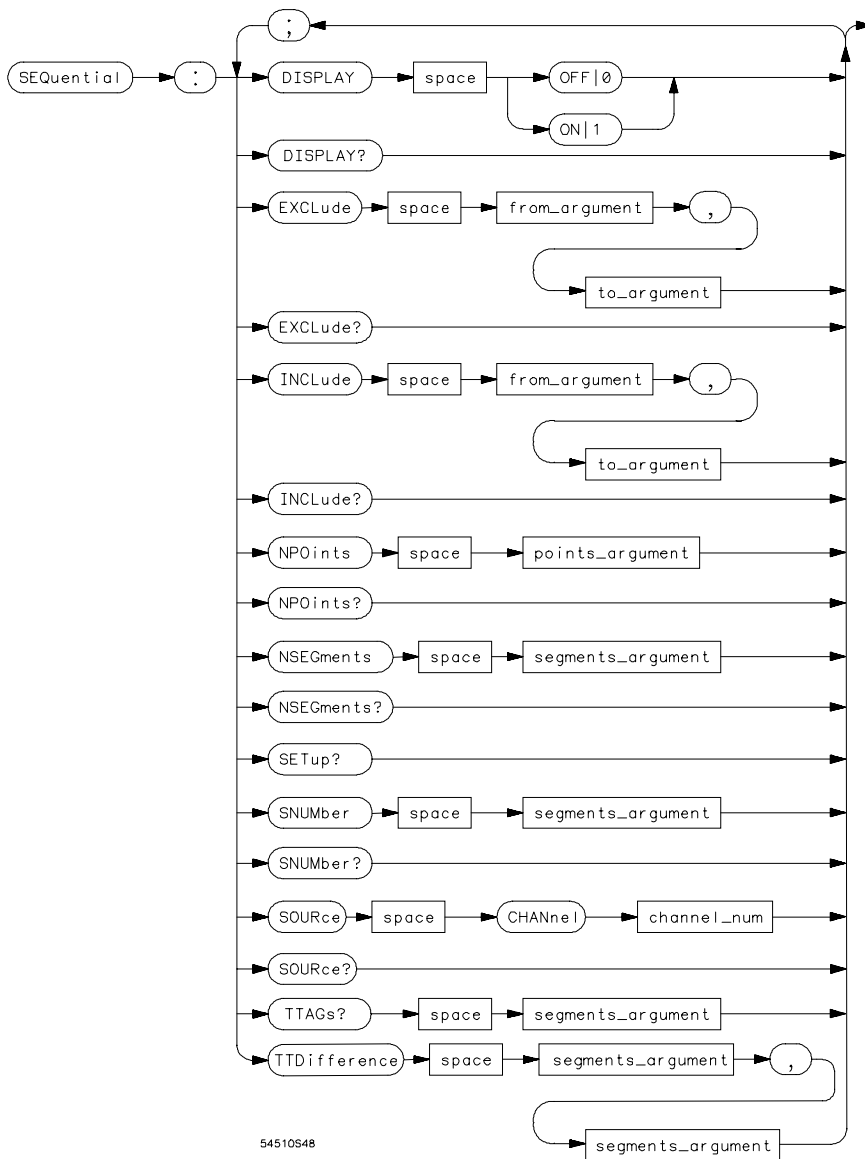 ;
SEQuential : DISPLAY space OFF|0
ON|1
DISPLAY?
EXCLude space from_argument ,
to_argument
EXCLude?
INCLude space from_argument ,
to_argument
INCLude?
NPOints space points_argument
NPOints?
NSEGments space segments_argument
NSEGments?
SETup?
SNUMber space segments_argument
SNUMber?
SOURce space CHANnel channel_num
SOURce?
TTAGs? space segments_argument
TTDifference space segments_argument ,
segments_argument
54510S48